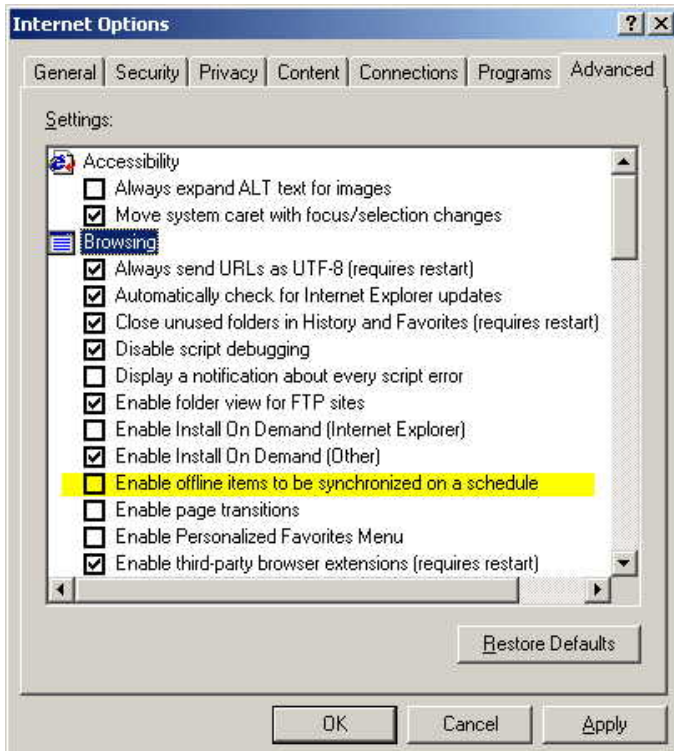 Internet Options
General Security Privacy Content Connections Programs Advanced
Settings:
Accessibility
Always expand ALT text for images
Move system caret with focus/selection changes
Browsing
Always send URLs as UTF-8 (requires restart)
Automatically check for Internet Explorer updates
Close unused folders in History and Favorites (requires restart)
Disable script debugging
Display a notification about every script error
Enable folder view for FTP sites
Enable Install On Demand (Internet Explorer)
Enable Install On Demand (Other)
Enable offline items to be synchronized on a schedule
Enable page transitions
Enable Personalized Favorites Menu
Enable third-party browser extensions (requires restart)
Restore Defaults
OK Cancel Apply